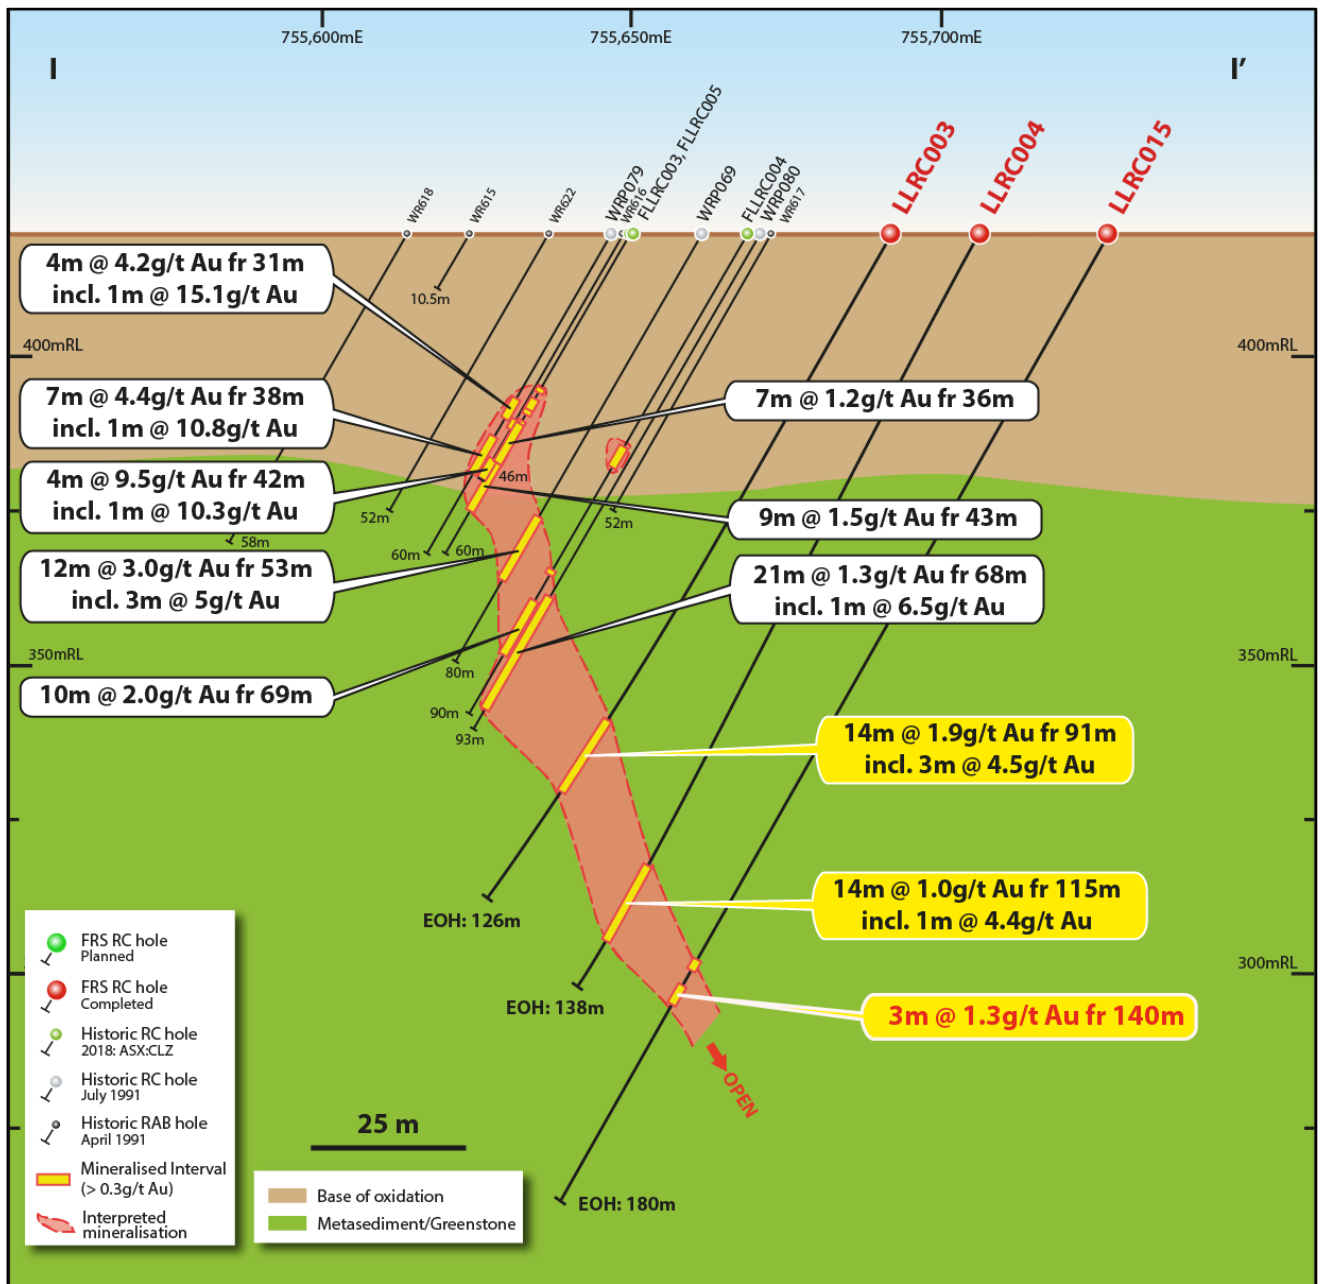 755,600mE
755,650mE
755,700mE
I
I’
WR618
WR615
WR622
WRP079
WR616
FLLRC003, FLLRC005
WRP069
FLLRC004
WRP080
WR617
LLRC003
LLRC004
LLRC015
4m @ 4.2g/t Au fr 31m
incl. 1m @ 15.1g/t Au
10.5m
400mRL
400mRL
7m @ 4.4g/t Au fr 38m
incl. 1m @ 10.8g/t Au
7m @ 1.2g/t Au fr 36m
4m @ 9.5g/t Au fr 42m
incl. 1m @ 10.3g/t Au
46m
52m
52m
9m @ 1.5g/t Au fr 43m
58m
60m
60m
12m @ 3.0g/t Au fr 53m
incl. 3m @ 5g/t Au
21m @ 1.3g/t Au fr 68m
incl. 1m @ 6.5g/t Au
350mRL
350mRL
80m
10m @ 2.0g/t Au fr 69m
90m
93m
14m @ 1.9g/t Au fr 91m
incl. 3m @ 4.5g/t Au
14m @ 1.0g/t Au fr 115m
incl. 1m @ 4.4g/t Au
EOH: 126m
300mRL
EOH: 138m
3m @ 1.3g/t Au fr 140m
OPEN
25 m
EOH: 180m
FRS RC hole
Planned
FRS RC hole
Completed
Historic RC hole
2018: ASX:CLZ
Historic RC hole
July 1991
Historic RAB hole
April 1991
Mineralised Interval
(> 0.3g/t Au)
Interpreted
mineralisation
Base of oxidation
Metasediment/Greenstone